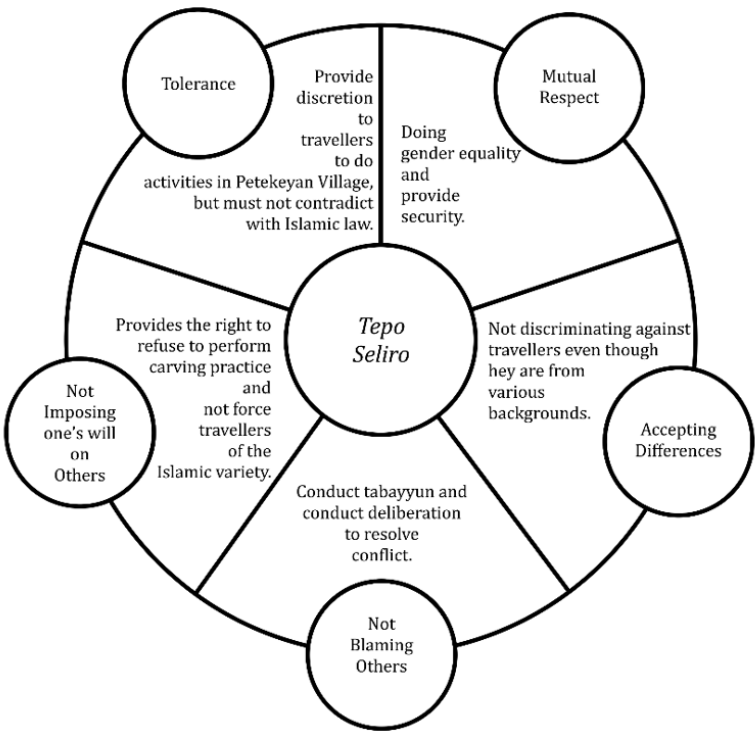 Tolerance
Provide
discretion
to
travellers
to do
activities in Petekeyan Village,
but must not contradict
with Islamic law.
Mutual
Respect
Doing
gender equality
and
provide
security.
Tepo
Seliro
Provides the right to
refuse to perform
carving practice
and
not force
travellers
of the
Islamic variety.
Not
Imposing
one's will
on
Others
Not discriminating against
travellers even though
hey are from
various
backgrounds.
Accepting
Differences
Conduct tabayyun and
conduct deliberation
to resolve
conflict.
Not
Blaming
Others